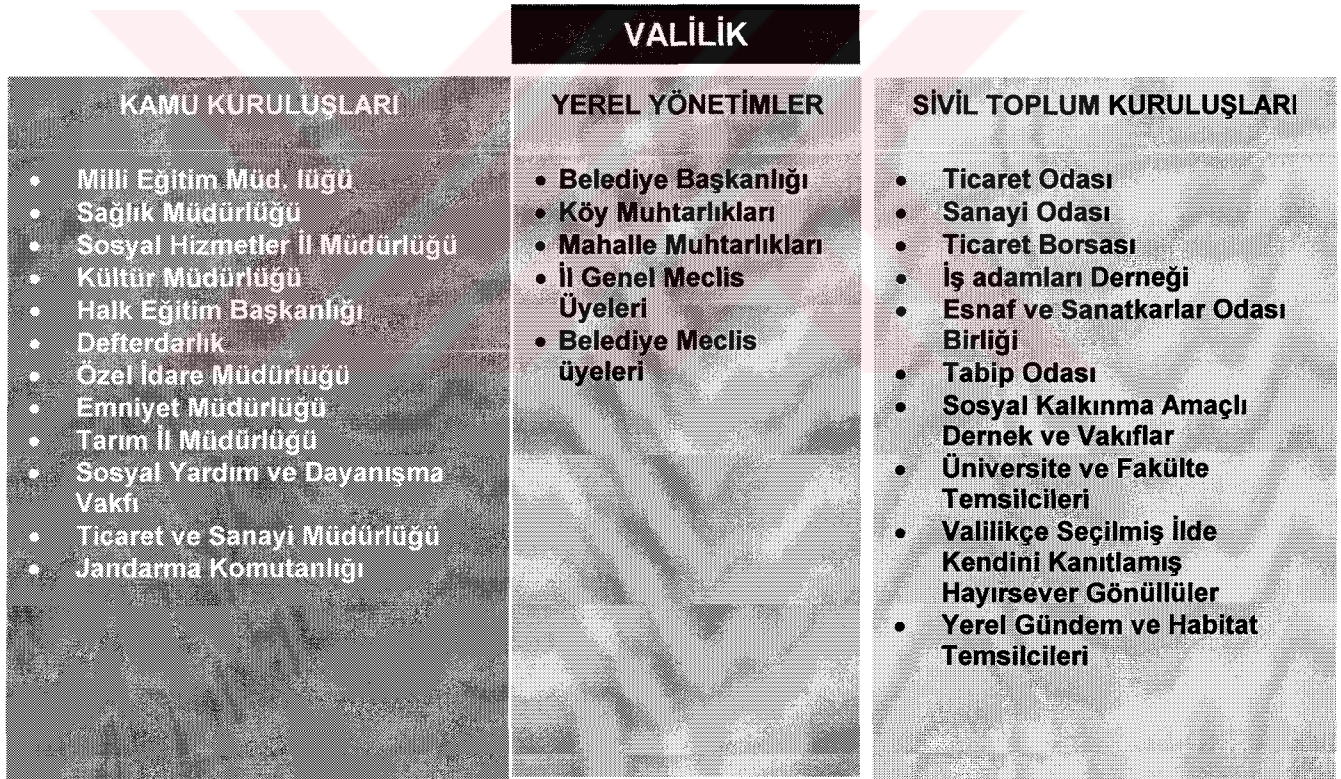 VALİLİK
KAMU KURULUŞLARI
• Milli Eğitim Müd. lüğü
• Sağlık Müdürlüğü
• Sosyal Hizmetler İl Müdürlüğü
• Kültür Müdürlüğü
• Halk Eğitim Başkanlığı
• Defterdarlık
• Özel İdare Müdürlüğü
• Emniyet Müdürlüğü
• Tarım İl Müdürlüğü
• Sosyal Yardım ve Dayanışma
Vakfı
• Ticaret ve Sanayi Müdürlüğü
• Jandarma Komutanlığı
YEREL YÖNETİMLER
• Belediye Başkanlığı
• Köy Muhtarlıkları
• Mahalle Muhtarlıkları
• İl Genel Meclis
Üyeleri
• Belediye Meclis
üyeleri
SİVİL TOPLUM KURULUŞLARI
• Ticaret Odası
• Sanayi Odası
• Ticaret Borsası
• İş adamları Derneği
• Esnaf ve Sanatkarlar Odası
Birliği
• Tabip Odası
• Sosyal Kalkınma Amaçlı
Dernek ve Vakıflar
• Üniversite ve Fakülte
Temsilcileri
• Valilikçe Seçilmiş İlde
Kendini Kanıtlamış
Hayırsever Gönüllüler
• Yerel Gündem ve Habitat
Temsilcileri